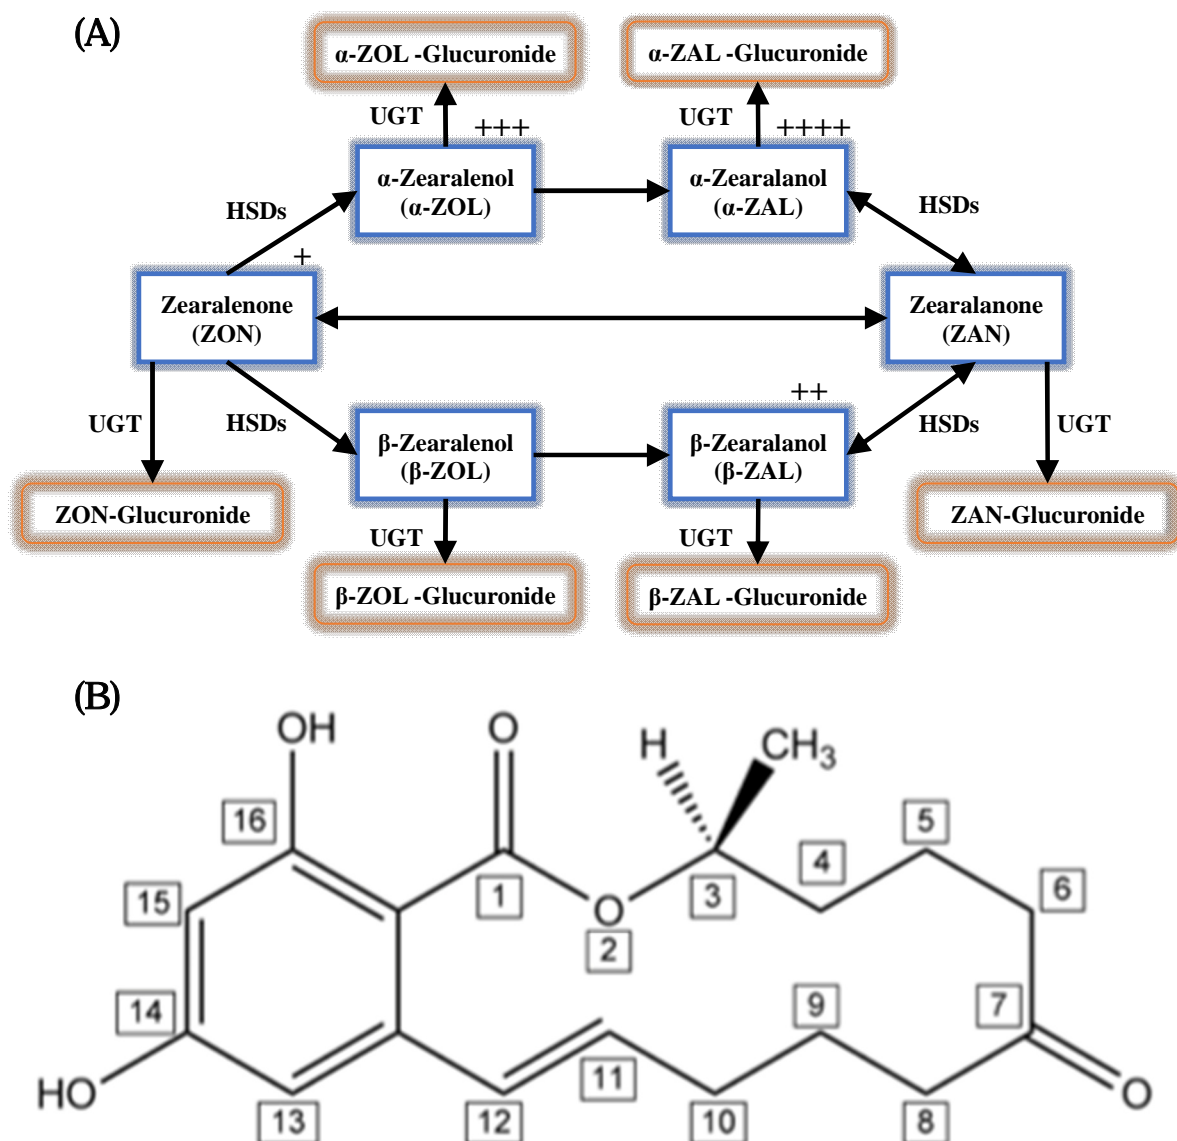 (A)
α-ZOL -Glucuronide
α-ZAL -Glucuronide
UGT
+++
UGT
++++
α-Zearalenol
(α-ZOL)
α-Zearalanol
(α-ZAL)
HSDs
HSDs
+
Zearalenone
(ZON)
Zearalanone
(ZAN)
++
UGT
HSDs
β-Zearalenol
(β-ZOL)
β-Zearalanol
(β-ZAL)
HSDs
UGT
ZON-Glucuronide
ZAN-Glucuronide
UGT
UGT
β-ZOL -Glucuronide
β-ZAL -Glucuronide
(B)
OH
O
H
CH3
16
5
4
6
15
1
3
O
2
14
9
7
11
HO
13
12
10
8
O